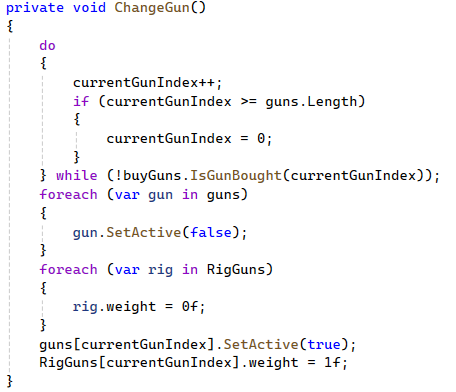 private void ChangeGun()
{
    do
    {
        currentGunIndex++;
        if (currentGunIndex >= guns.Length)
        {
            currentGunIndex = 0;
        }
    } while (!buyGuns.IsGunBought(currentGunIndex));
    foreach (var gun in guns)
    {
        gun.SetActive(false);
    }
    foreach (var rig in RigGuns)
    {
        rig.weight = 0f;
    }
    guns[currentGunIndex].SetActive(true);
    RigGuns[currentGunIndex].weight = 1f;
}